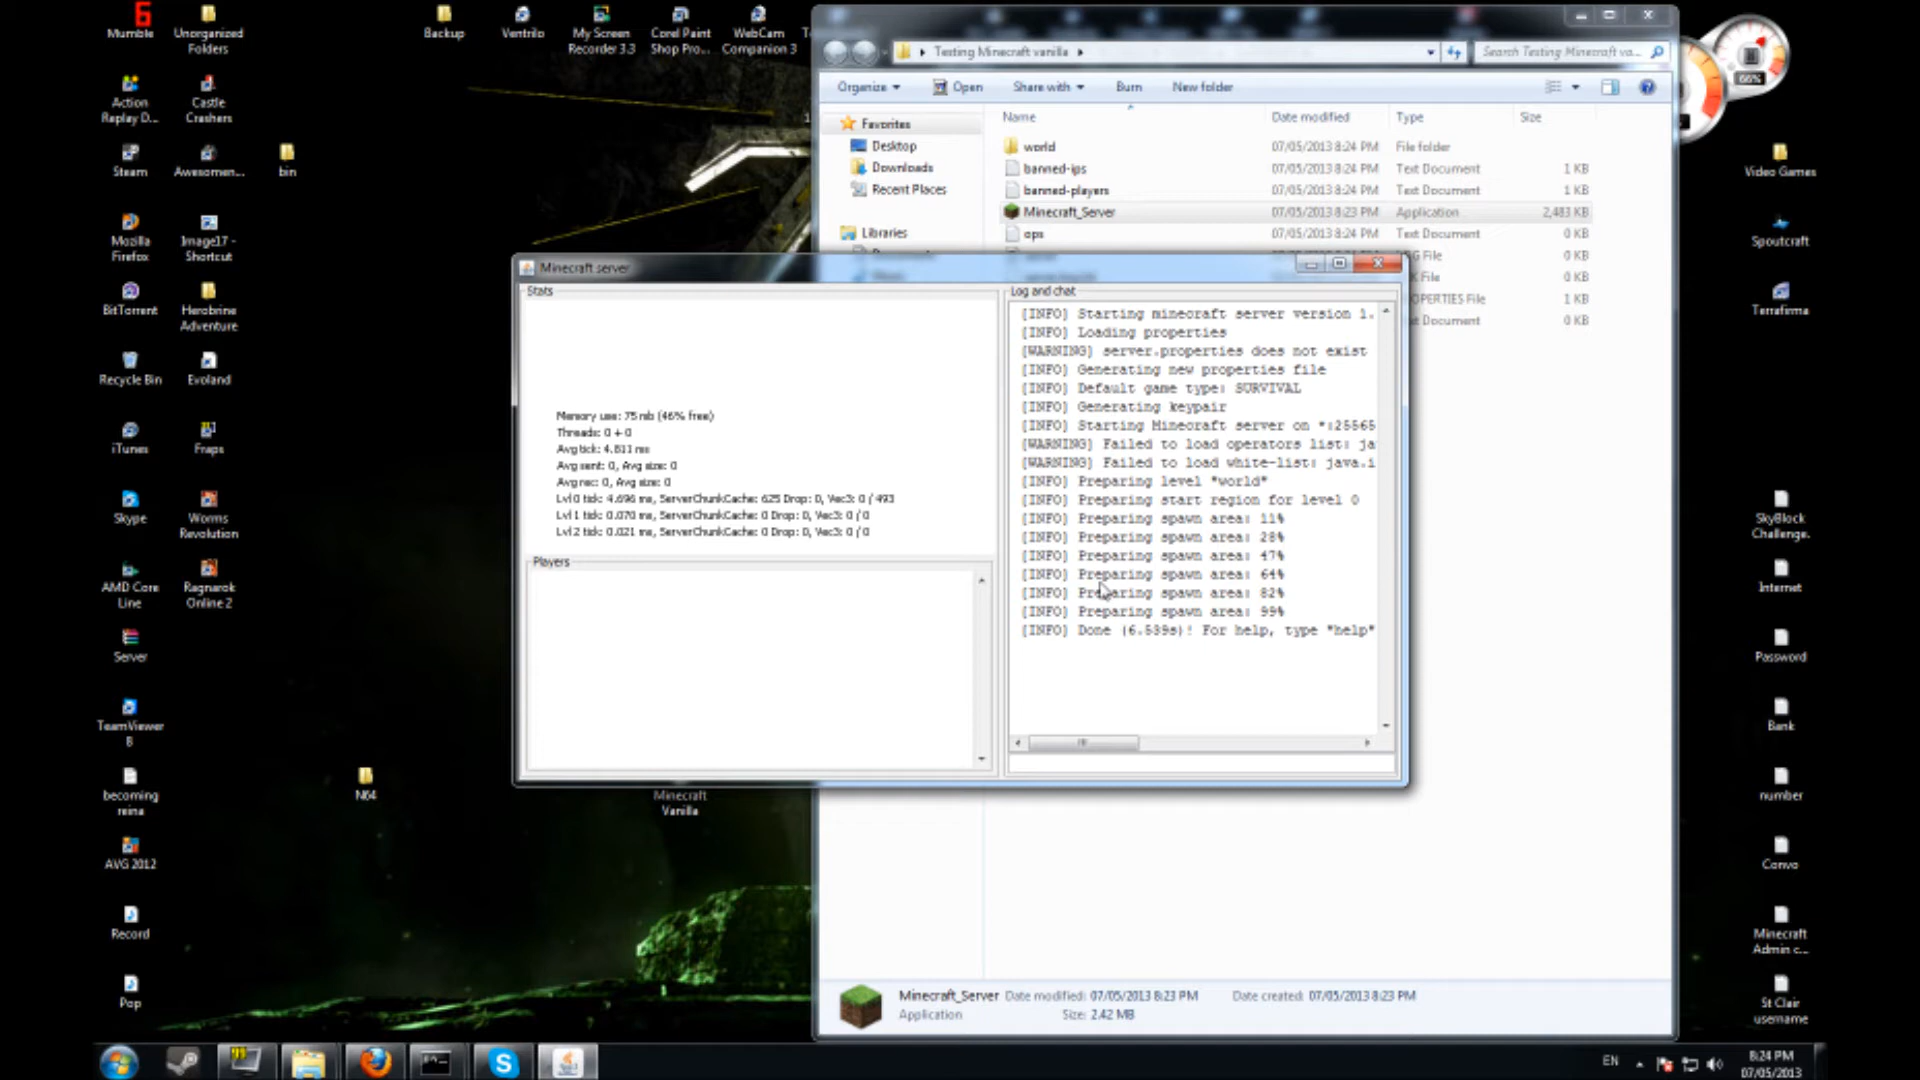 Mumble
Unorganized
Folders
Backup
Ventrilo
My Screen
Recorder 3.3
Corel Paint
Shop Pro...
WebCam
Companion 3
Action
Replay D...
Castle
Crashers
Steam
Awesomen...
bin
Mozilla
Firefox
Image17 -
Shortcut
BitTorrent
Herobrine
Adventure
Recycle Bin
Evoland
iTunes
Fraps
Skype
Worms
Revolution
AMD Core
Line
Ragnarok
Online 2
Server
TeamViewer
8
becoming
reina
N64
Minecraft
Vanilla
AVG 2012
Record
Pop
Testing Minecraft vanilla
Search Testing Minecraft va...
Organize
Open
Share with
Burn
New folder
Name
Date modified
Type
Size
Favorites
Desktop
Downloads
Recent Places
Libraries
world 07/05/2013 8:24 PM File folder
banned-ips 07/05/2013 8:24 PM Text Document 1 KB
banned-players 07/05/2013 8:24 PM Text Document 1 KB
Minecraft_Server 07/05/2013 8:23 PM Application 2,483 KB
ops 07/05/2013 8:24 PM Text Document 0 KB
G File 0 KB
K File 0 KB
OPERTIES File 1 KB
xt Document 0 KB
Minecraft server
Stats
Memory use: 75 mb (46% free)
Threads: 0 + 0
Avg tick: 4.811 ms
Avg sent: 0, Avg size: 0
Avg rec: 0, Avg size: 0
Lvl 0 tick: 4.696 ms, ServerChunkCache: 625 Drop: 0, Vec3: 0 / 493
Lvl 1 tick: 0.070 ms, ServerChunkCache: 0 Drop: 0, Vec3: 0 / 0
Lvl 2 tick: 0.021 ms, ServerChunkCache: 0 Drop: 0, Vec3: 0 / 0
Players
Log and chat
[INFO] Starting minecraft server version 1.
[INFO] Loading properties
[WARNING] server.properties does not exist
[INFO] Generating new properties file
[INFO] Default game type: SURVIVAL
[INFO] Generating keypair
[INFO] Starting Minecraft server on *:25565
[WARNING] Failed to load operators list: ja
[WARNING] Failed to load white-list: java.i
[INFO] Preparing level "world"
[INFO] Preparing start region for level 0
[INFO] Preparing spawn area: 11%
[INFO] Preparing spawn area: 28%
[INFO] Preparing spawn area: 47%
[INFO] Preparing spawn area: 64%
[INFO] Preparing spawn area: 82%
[INFO] Preparing spawn area: 99%
[INFO] Done (6.539s)! For help, type "help"
Minecraft_Server Date modified: 07/05/2013 8:23 PM Date created: 07/05/2013 8:23 PM
Application Size: 2.42 MB
66%
Video Games
Spoutcraft
Terrafirma
SkyBlock
Challenge.
Internet
Password
Bank
number
Convo
Minecraft
Admin c...
St Clair
username
EN
8:24 PM
07/05/2013